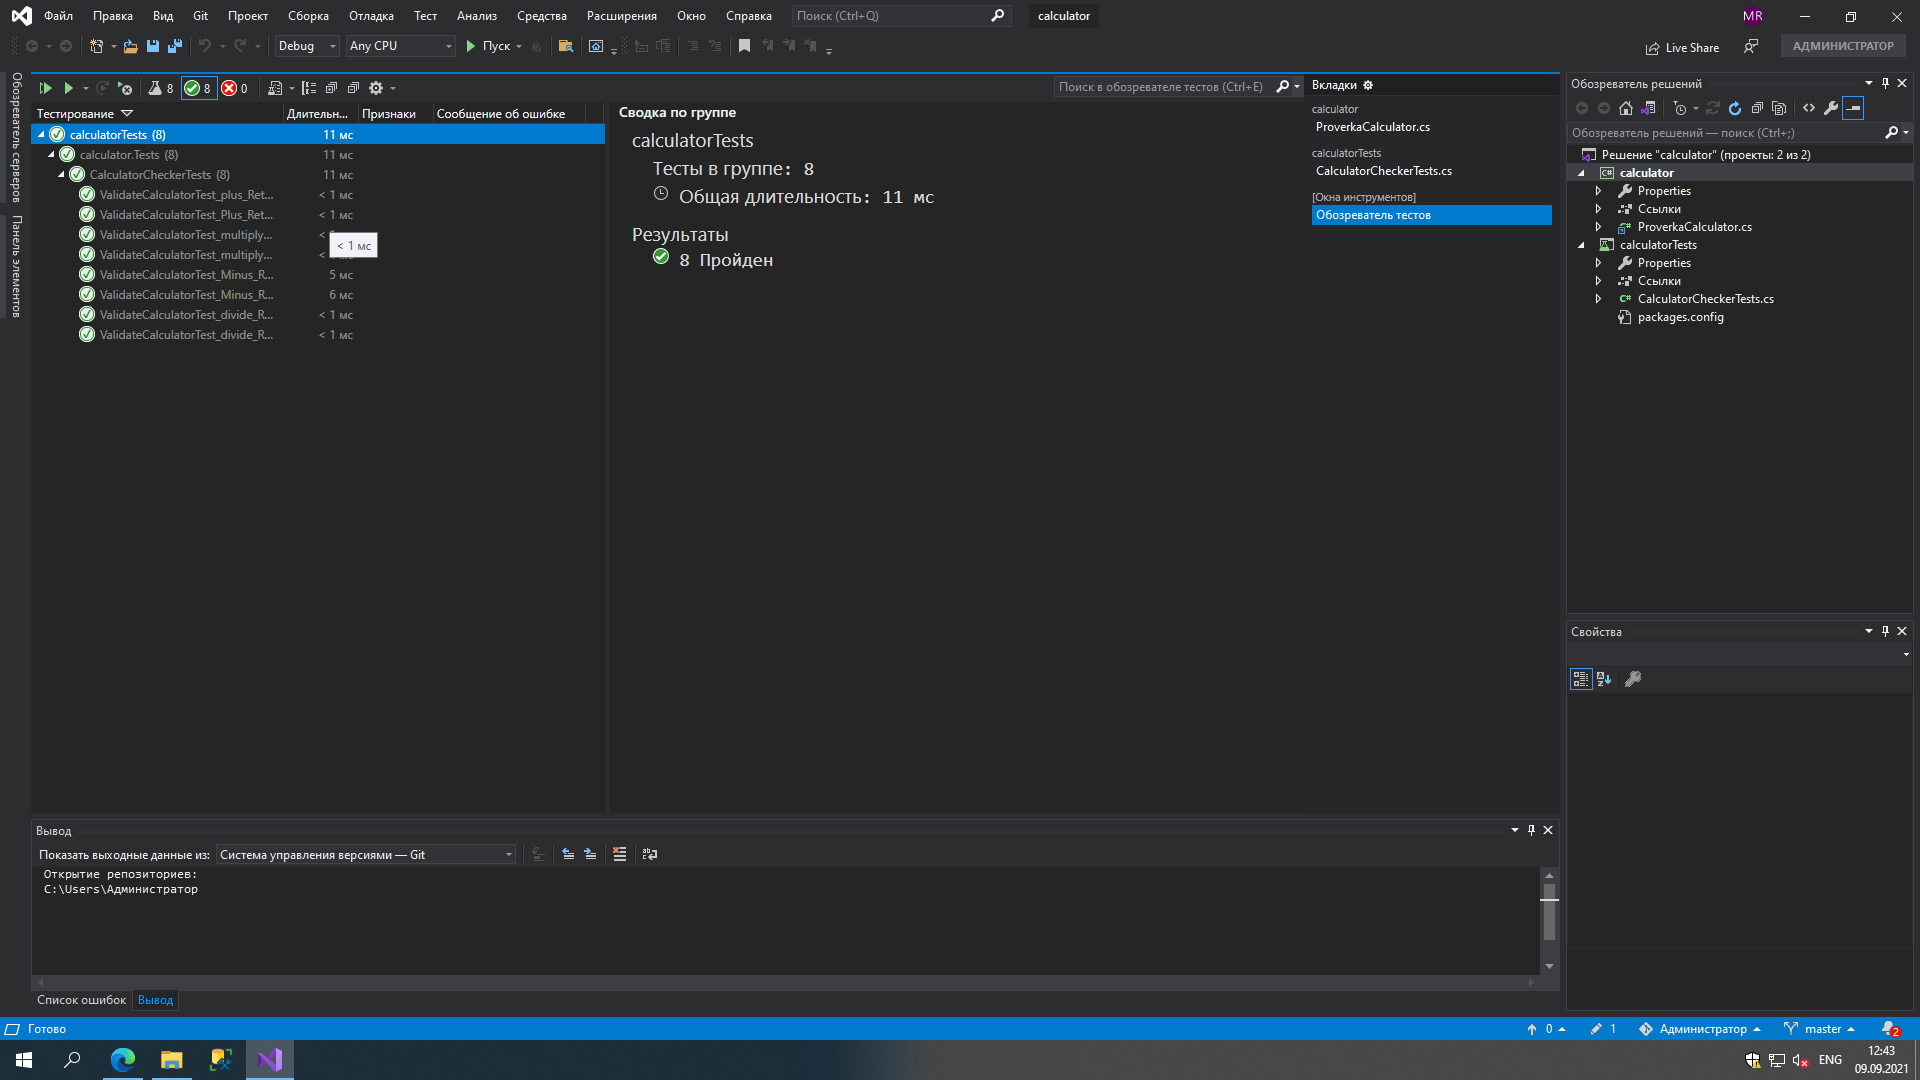 Файл Правка Вид Git Проект Сборка Отладка Тест Анализ Средства Расширения Окно Справка Поиск (Ctrl+Q) calculator MR
Debug Any CPU Пуск Live Share АДМИНИСТРАТОР
Обозреватель серверов
Панель элементов
8 8 0 Поиск в обозревателе тестов (Ctrl+E)
Тестирование Длительн... Признаки Сообщение об ошибке
calculatorTests (8) 11 мс
calculator.Tests (8) 11 мс
CalculatorCheckerTests (8) 11 мс
ValidateCalculatorTest_plus_Ret... < 1 мс
ValidateCalculatorTest_Plus_Ret... < 1 мс
ValidateCalculatorTest_multiply... <
< 1 мс
ValidateCalculatorTest_multiply... <
ValidateCalculatorTest_Minus_R... 5 мс
ValidateCalculatorTest_Minus_R... 6 мс
ValidateCalculatorTest_divide_R... < 1 мс
ValidateCalculatorTest_divide_R... < 1 мс
Сводка по группе
calculatorTests
Тесты в группе: 8
Общая длительность: 11 мс
Результаты
8 Пройден
Вкладки
calculator
ProverkaCalculator.cs
calculatorTests
CalculatorCheckerTests.cs
[Окна инструментов]
Обозреватель тестов
Обозреватель решений
Обозреватель решений — поиск (Ctrl+;)
Решение "calculator" (проекты: 2 из 2)
calculator
Properties
Ссылки
ProverkaCalculator.cs
calculatorTests
Properties
Ссылки
CalculatorCheckerTests.cs
packages.config
Свойства
Вывод
Показать выходные данные из: Система управления версиями — Git
Открытие репозиториев:
C:\Users\Администратор
Список ошибок Вывод
Готово 0 1 Администратор master 2
ENG 12:43
09.09.2021